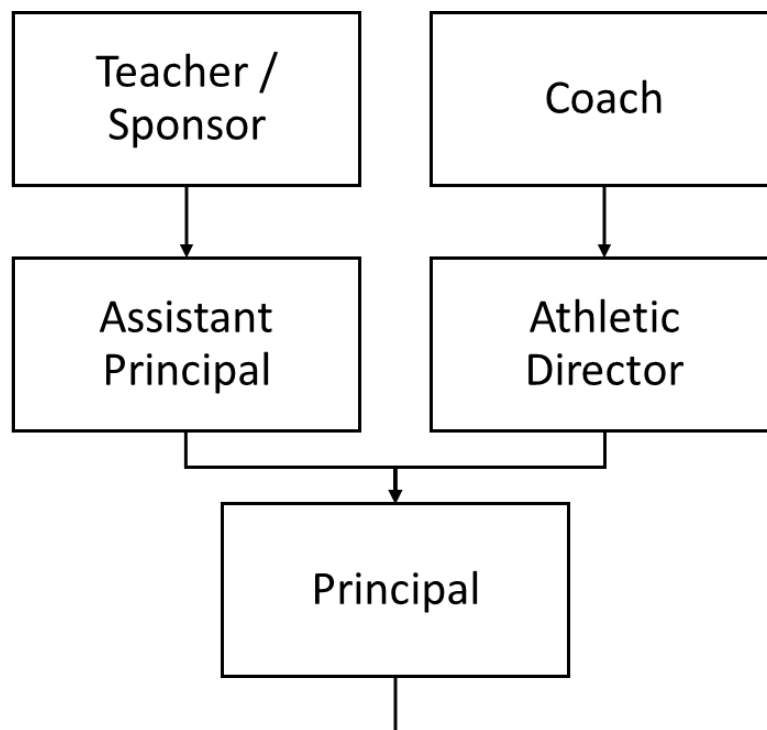 Teacher /
Sponsor
Coach
Assistant
Principal
Athletic
Director
Principal